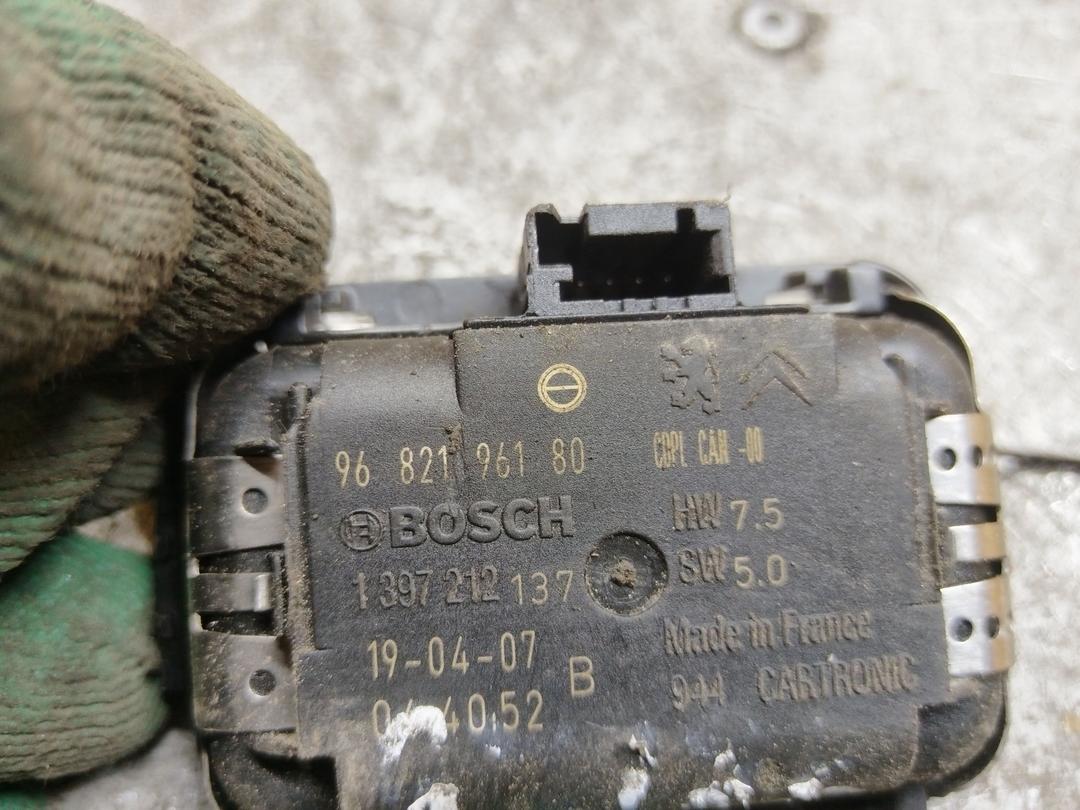 96 821 961 80
CDPL CAN -00
BOSCH
HW 7.5
1 397 212 137
SW 5.0
19-04-07
B
Made in France
944 CARTRONIC